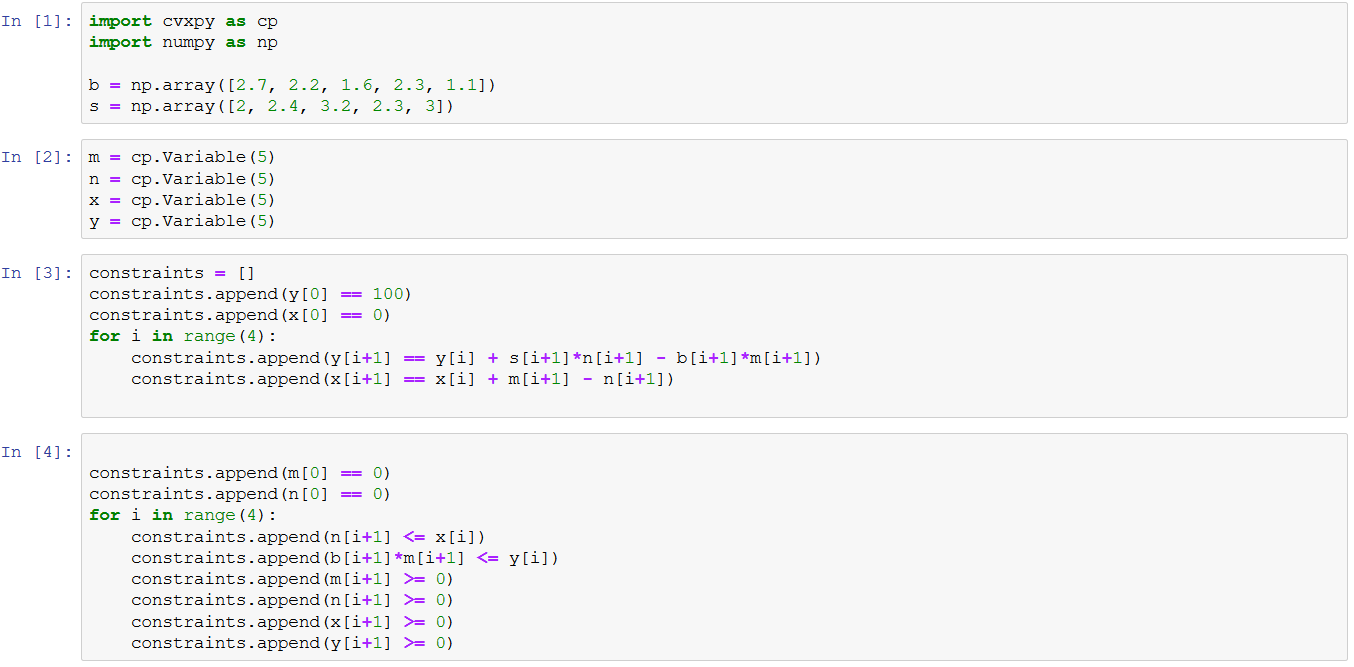 In [1]: import cvxpy as cp
import numpy as np
b = np.array([2.7, 2.2, 1.6, 2.3, 1.1])
s = np.array([2, 2.4, 3.2, 2.3, 3])
In [2]: m = cp.Variable(5)
n = cp.Variable(5)
x = cp.Variable(5)
y = cp.Variable(5)
In [3]: constraints = []
constraints.append(y[0] == 100)
constraints.append(x[0] == 0)
for i in range(4):
    constraints.append(y[i+1] == y[i] + s[i+1]*n[i+1] - b[i+1]*m[i+1])
    constraints.append(x[i+1] == x[i] + m[i+1] - n[i+1])
In [4]:
constraints.append(m[0] == 0)
constraints.append(n[0] == 0)
for i in range(4):
    constraints.append(n[i+1] <= x[i])
    constraints.append(b[i+1]*m[i+1] <= y[i])
    constraints.append(m[i+1] >= 0)
    constraints.append(n[i+1] >= 0)
    constraints.append(x[i+1] >= 0)
    constraints.append(y[i+1] >= 0)